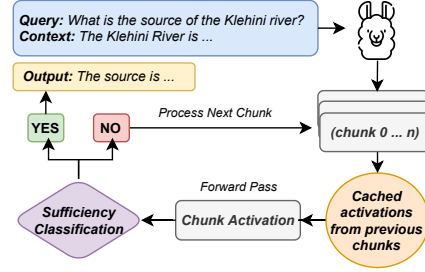 Query: What is the source of the Klehini river?
Context: The Klehini River is ...
Output: The source is ...
YES
NO
Process Next Chunk
(chunk 0 ... n)
Forward Pass
Sufficiency
Classification
Chunk Activation
Cached
activations
from previous
chunks